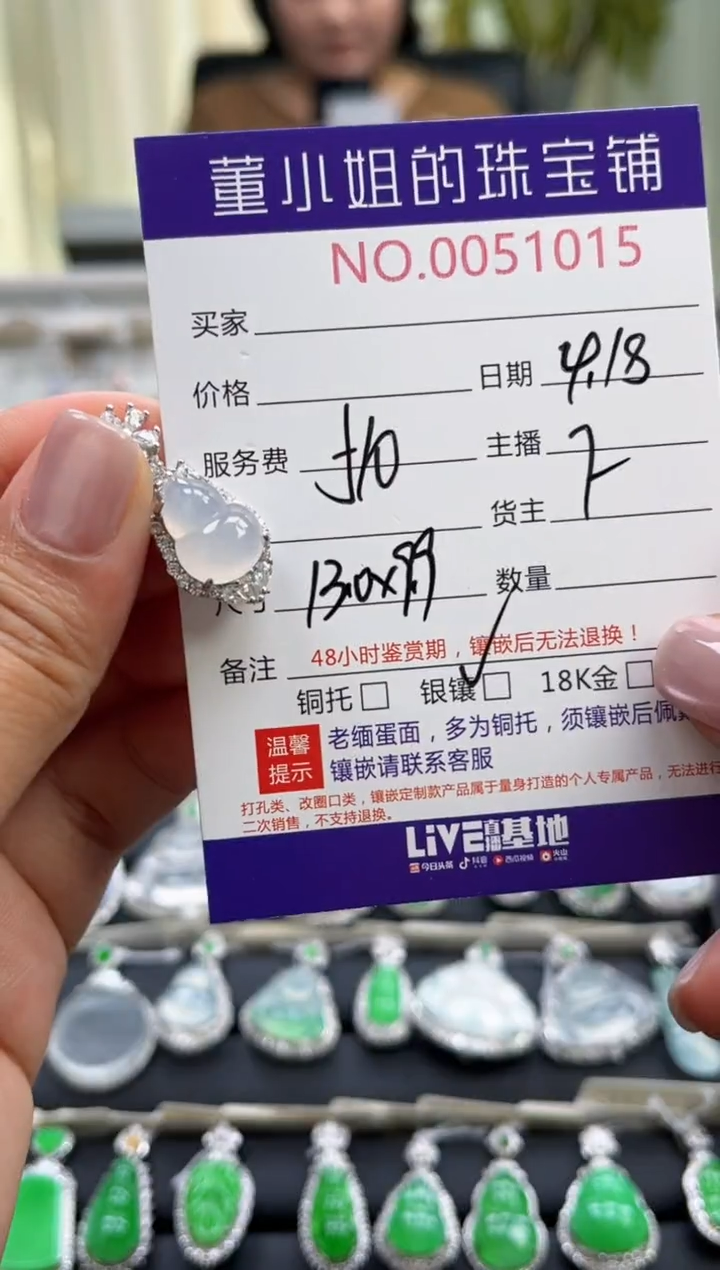 董小姐的珠宝铺
NO.0051015
买家
价格 日期 4.18
服务费 主播
货主
尺寸 13.0x9.9 数量
备注 48小时鉴赏期，镶嵌后无法退换！
铜托□ 银镶□ 18K金□
温馨提示 老缅蛋面，多为铜托，须镶嵌后佩
镶嵌请联系客服
打孔类、改圈口类，镶嵌定制款产品属于量身打造的个人专属产品，无法进行
二次销售，不支持退换。
LiVE直播基地
今日头条 抖音 西瓜视频 火山